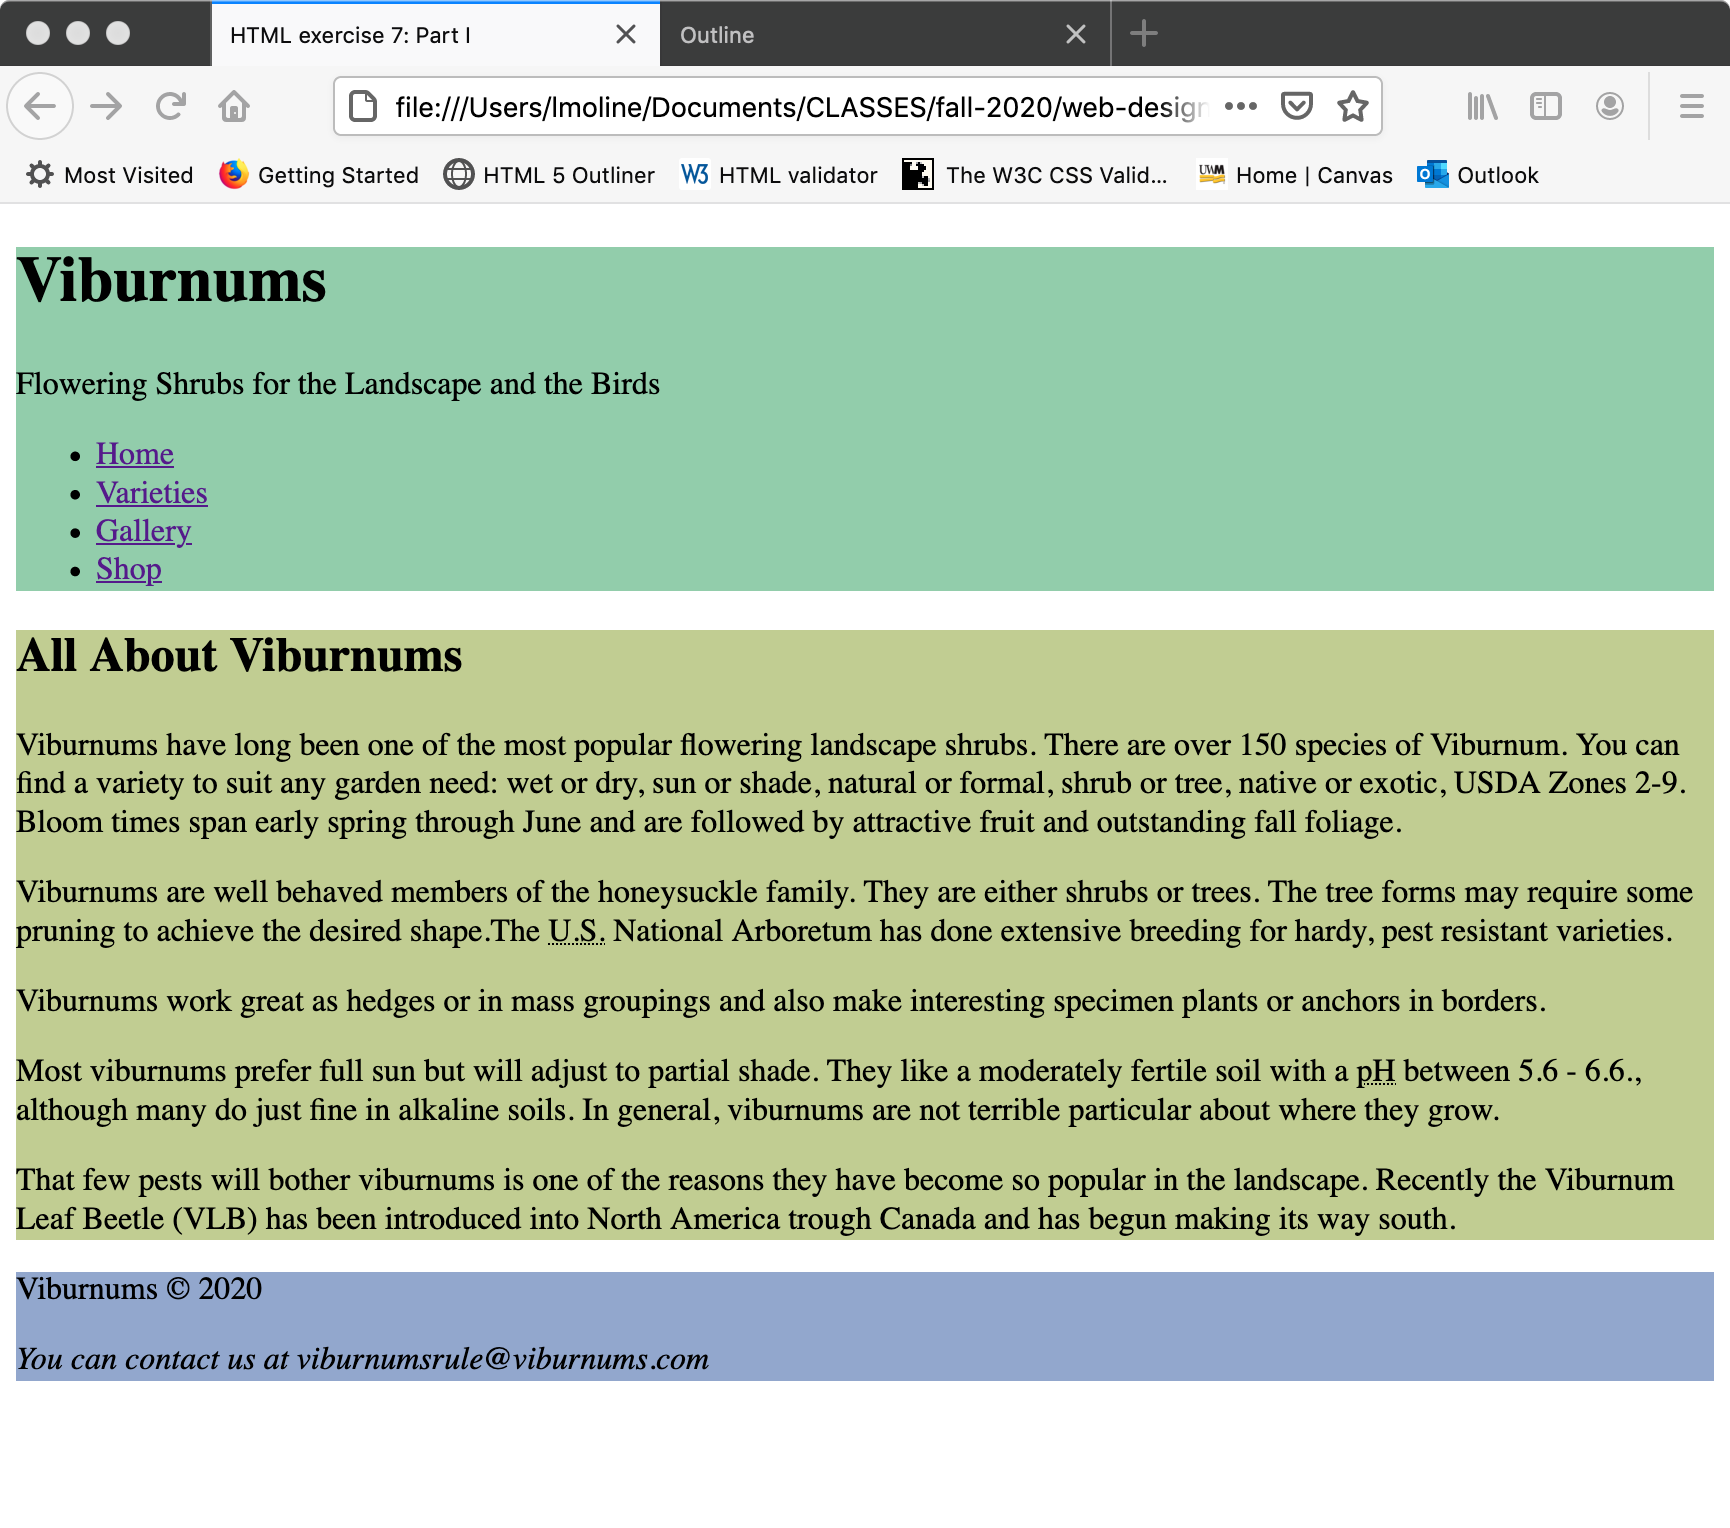 HTML exercise 7: Part I
Outline
file:///Users/lmoline/Documents/CLASSES/fall-2020/web-design
Most Visited
Getting Started
HTML 5 Outliner
W3 HTML validator
The W3C CSS Valid...
UWM Home | Canvas
Outlook
Viburnums
Flowering Shrubs for the Landscape and the Birds
• Home
• Varieties
• Gallery
• Shop
All About Viburnums
Viburnums have long been one of the most popular flowering landscape shrubs. There are over 150 species of Viburnum. You can
find a variety to suit any garden need: wet or dry, sun or shade, natural or formal, shrub or tree, native or exotic, USDA Zones 2-9.
Bloom times span early spring through June and are followed by attractive fruit and outstanding fall foliage.
Viburnums are well behaved members of the honeysuckle family. They are either shrubs or trees. The tree forms may require some
pruning to achieve the desired shape.The U.S. National Arboretum has done extensive breeding for hardy, pest resistant varieties.
Viburnums work great as hedges or in mass groupings and also make interesting specimen plants or anchors in borders.
Most viburnums prefer full sun but will adjust to partial shade. They like a moderately fertile soil with a pH between 5.6 - 6.6.,
although many do just fine in alkaline soils. In general, viburnums are not terrible particular about where they grow.
That few pests will bother viburnums is one of the reasons they have become so popular in the landscape. Recently the Viburnum
Leaf Beetle (VLB) has been introduced into North America trough Canada and has begun making its way south.
Viburnums © 2020
You can contact us at viburnumsrule@viburnums.com